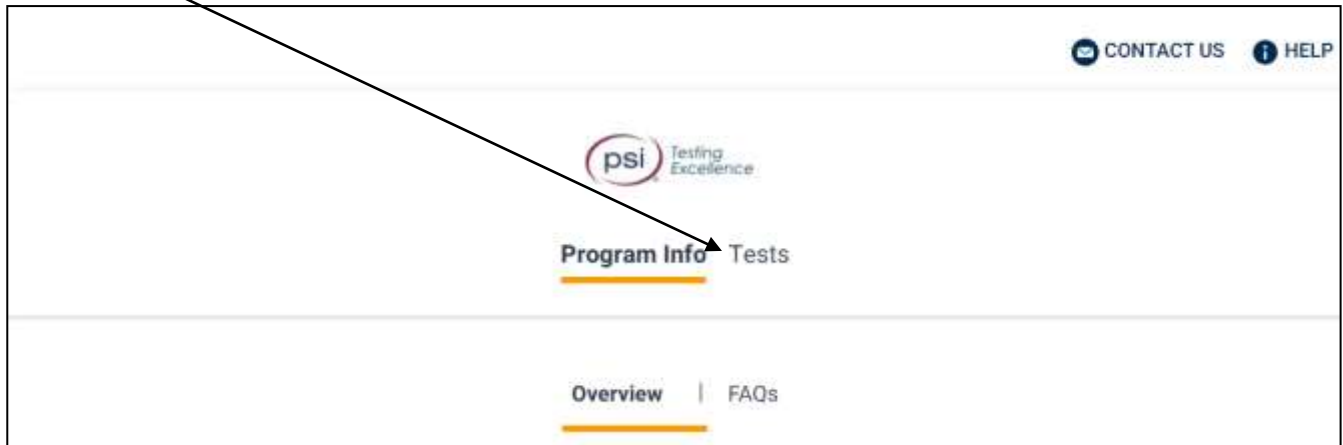 CONTACT US HELP
psi Testing
Excellence
Program Info Tests
Overview | FAQs